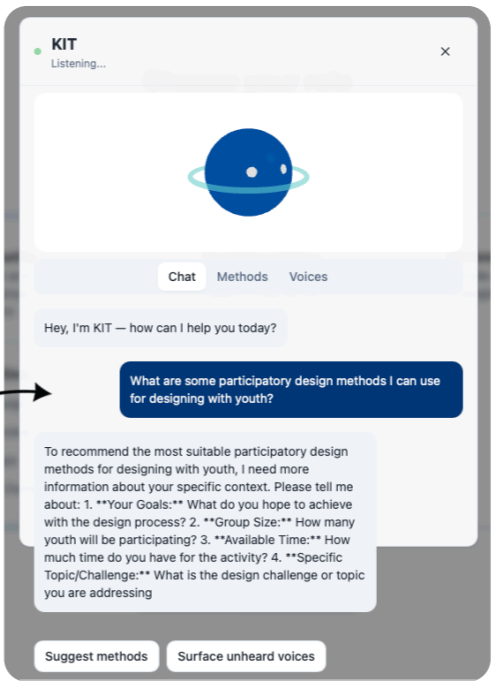 KIT
Listening...
×
Chat Methods Voices
Hey, I'm KIT — how can I help you today?
What are some participatory design methods I can use
for designing with youth?
To recommend the most suitable participatory design
methods for designing with youth, I need more
information about your specific context. Please tell me
about: 1. **Your Goals:** What do you hope to achieve
with the design process? 2. **Group Size:** How many
youth will be participating? 3. **Available Time:** How
much time do you have for the activity? 4. **Specific
Topic/Challenge:** What is the design challenge or topic
you are addressing
Suggest methods Surface unheard voices